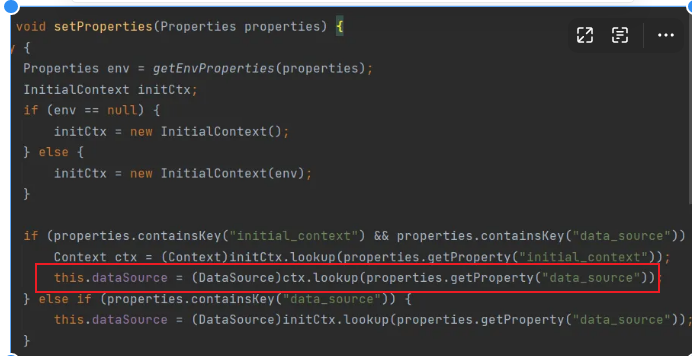 void setProperties(Properties properties) {
{
Properties env = getEnvProperties(properties);
InitialContext initCtx;
if (env == null) {
initCtx = new InitialContext();
} else {
initCtx = new InitialContext(env);
}
if (properties.containsKey("initial_context") && properties.containsKey("data_source"))
Context ctx = (Context)initCtx.lookup(properties.getProperty("initial_context"));
this.dataSource = (DataSource)ctx.lookup(properties.getProperty("data_source"));
} else if (properties.containsKey("data_source")) {
this.dataSource = (DataSource)initCtx.lookup(properties.getProperty("data_source"));
}